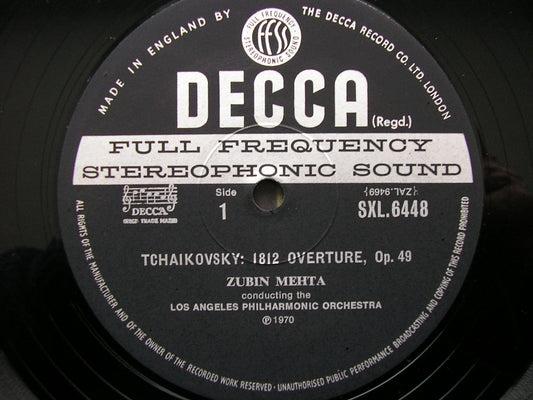 MADE IN ENGLAND BY THE DECCA RECORD CO. LTD. LONDON
FULL FREQUENCY
STEREOPHONIC SOUND
FFSS
DECCA
(Regd.)
FULL FREQUENCY
STEREOPHONIC SOUND
Side
1
{ZAL.9469}
SXL.6448
DECCA
TCHAIKOVSKY: 1812 OVERTURE, Op. 49
ZUBIN MEHTA
conducting the
LOS ANGELES PHILHARMONIC ORCHESTRA
℗ 1970
ALL RIGHTS OF THE MANUFACTURER AND OF THE OWNER OF THE RECORDED WORK RESERVED · UNAUTHORISED PUBLIC PERFORMANCE BROADCASTING AND COPYING OF THIS RECORD PROHIBITED